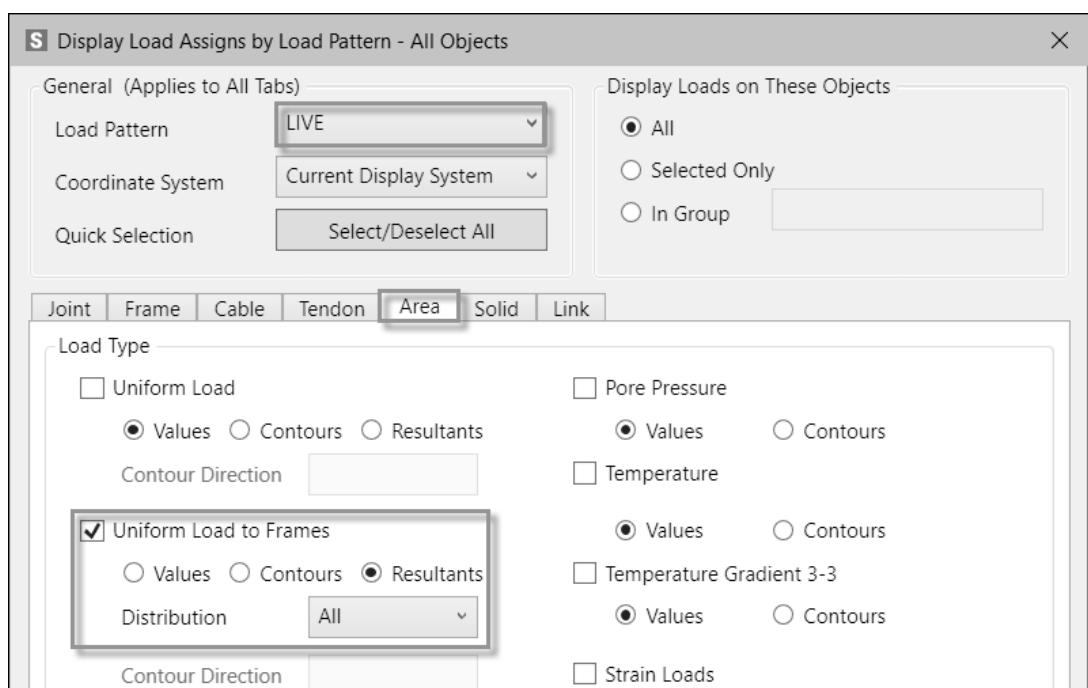 S Display Load Assigns by Load Pattern - All Objects
General (Applies to All Tabs)
Load Pattern LIVE
Coordinate System Current Display System
Quick Selection Select/Deselect All
Display Loads on These Objects
All
Selected Only
In Group
Joint Frame Cable Tendon Area Solid Link
Load Type
Uniform Load
Values Contours Resultants
Contour Direction
Uniform Load to Frames
Values Contours Resultants
Distribution All
Contour Direction
Pore Pressure
Values Contours
Temperature
Values Contours
Temperature Gradient 3-3
Values Contours
Strain Loads